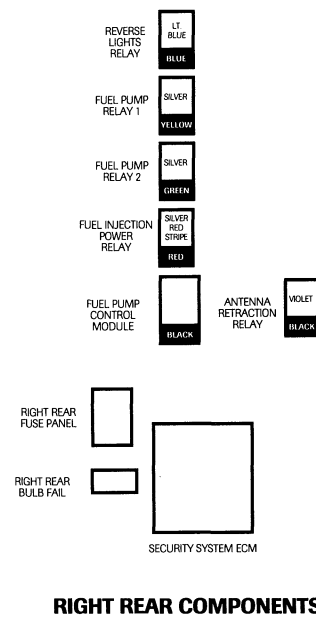 REVERSE
LIGHTS
RELAY
LT.
BLUE
BLUE
FUEL PUMP
RELAY 1
SILVER
YELLOW
FUEL PUMP
RELAY 2
SILVER
GREEN
FUEL INJECTION
POWER
RELAY
SILVER
RED
STRIPE
RED
FUEL PUMP
CONTROL
MODULE
BLACK
ANTENNA
RETRACTION
RELAY
VIOLET
BLACK
RIGHT REAR
FUSE PANEL
RIGHT REAR
BULB FAIL
SECURITY SYSTEM ECM
RIGHT REAR COMPONENTS